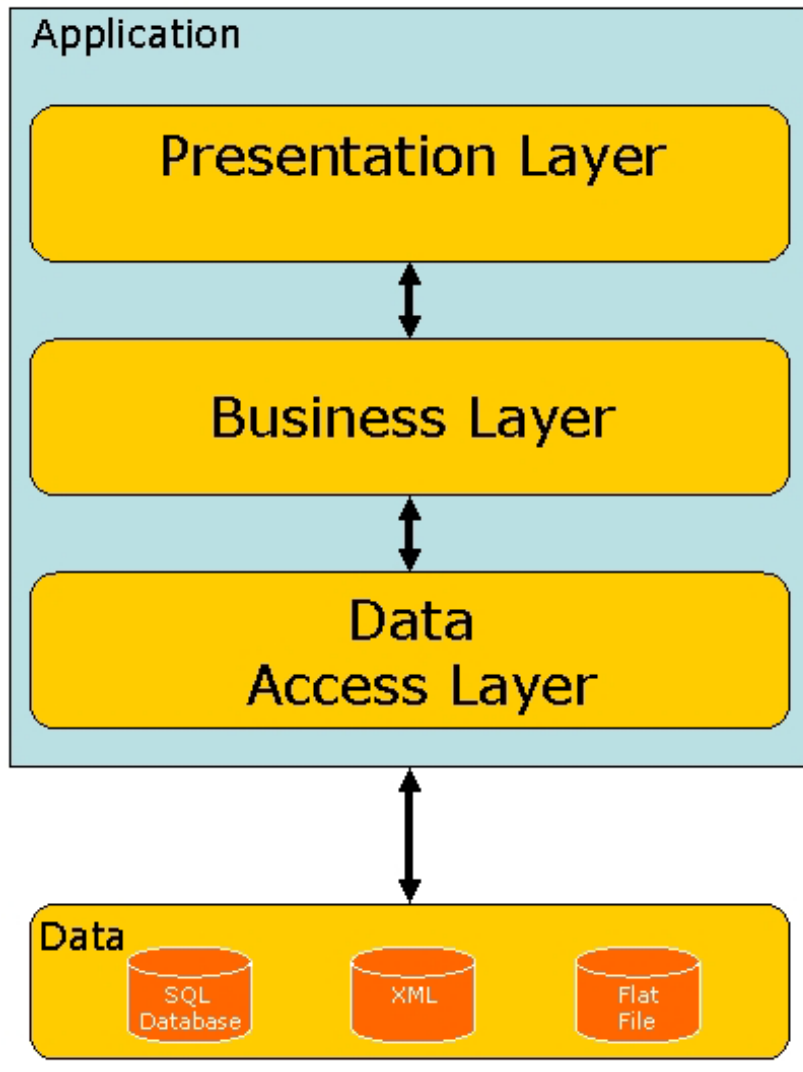 Application
Presentation Layer
Business Layer
Data
Access Layer
Data
SQL
Database
XML
Flat
File